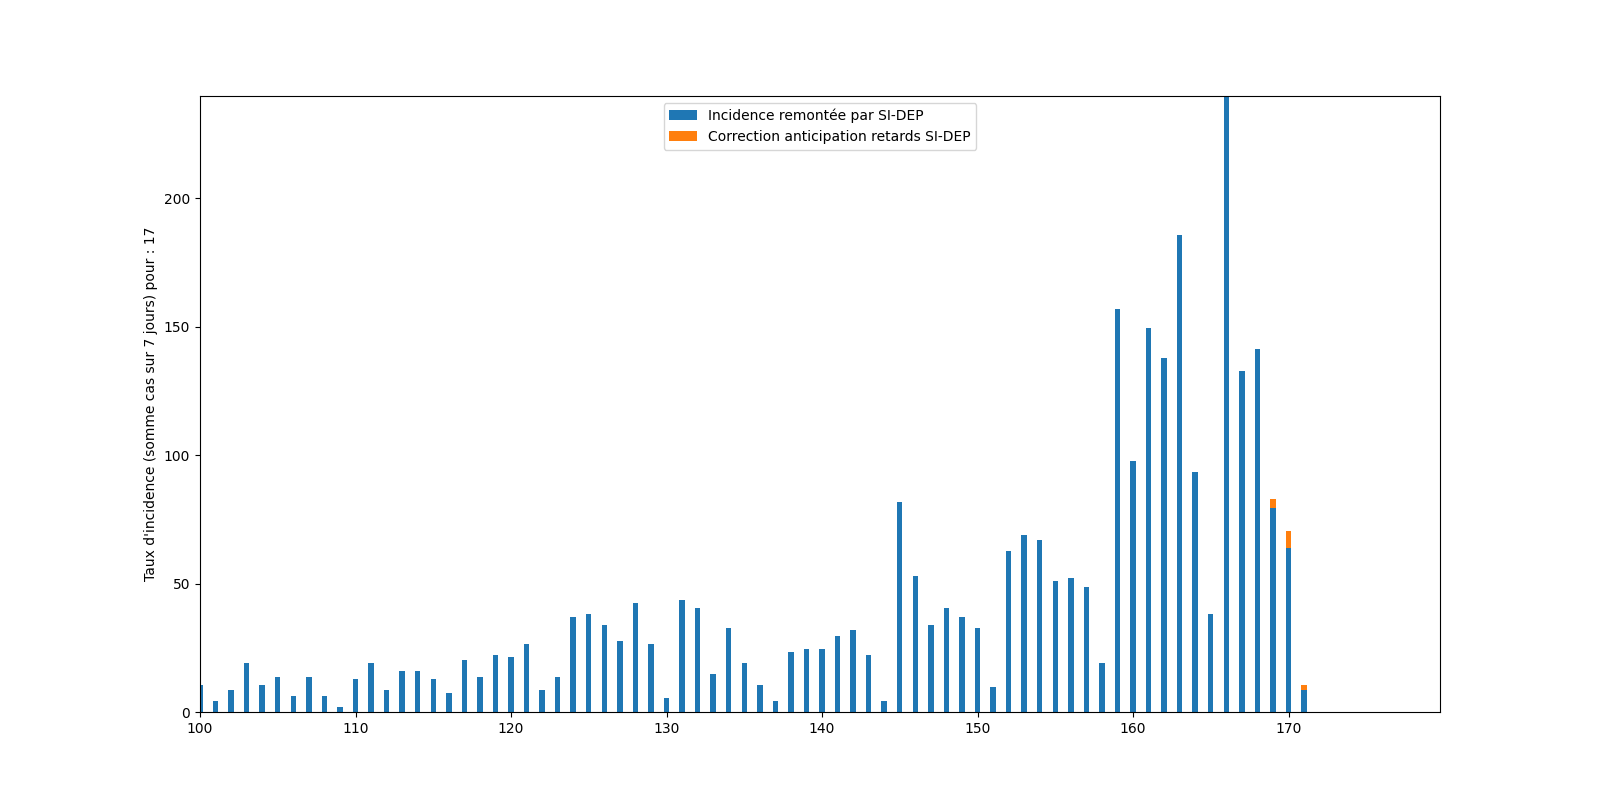 Incidence remontée par SI-DEP
Correction anticipation retards SI-DEP
Taux d'incidence (somme cas sur 7 jours) pour : 17
200
150
100
50
0
100 110 120 130 140 150 160 170